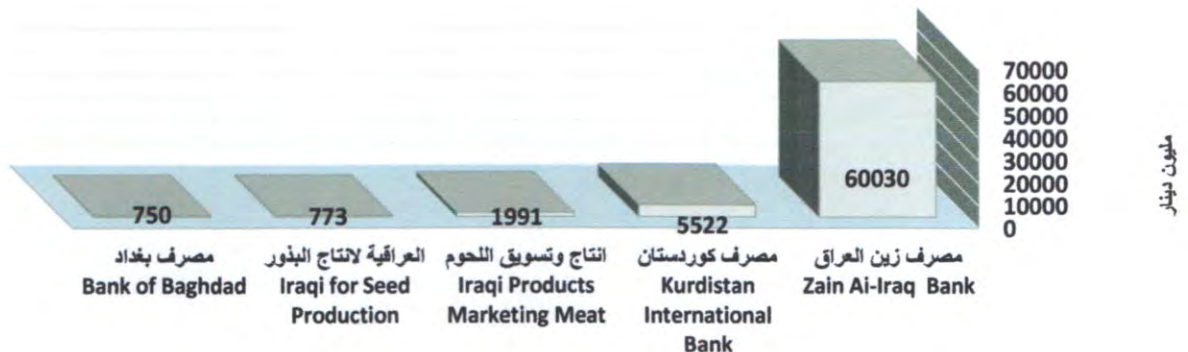 70000
60000
50000
40000
30000
20000
10000
0
مليون دينار
60030
5522
1991
773
750
مصرف زين العراق
Zain Ai-Iraq Bank
مصرف كوردستان
Kurdistan
International
Bank
انتاج وتسويق اللحوم
Iraqi Products
Marketing Meat
العراقية لانتاج البذور
Iraqi for Seed
Production
مصرف بغداد
Bank of Baghdad